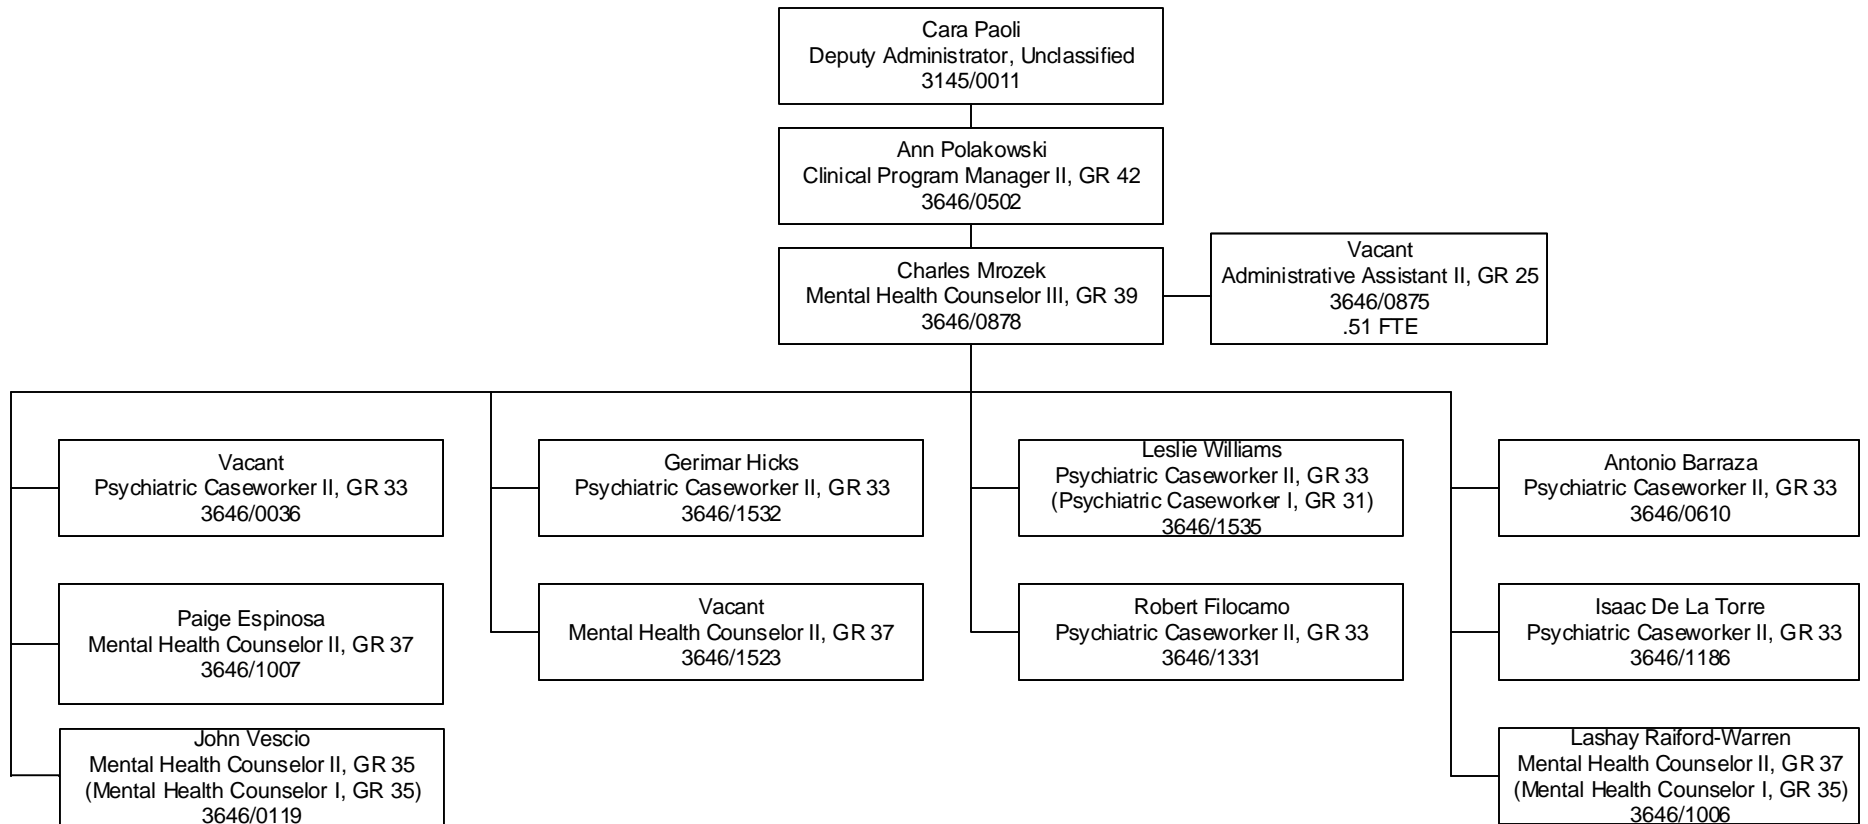 Cara Paoli
Deputy Administrator, Unclassified
3145/0011
Ann Polakowski
Clinical Program Manager II, GR 42
3646/0502
Charles Mrozek
Mental Health Counselor III, GR 39
3646/0878
Vacant
Administrative Assistant II, GR 25
3646/0875
.51 FTE
Vacant
Psychiatric Caseworker II, GR 33
3646/0036
Gerimar Hicks
Psychiatric Caseworker II, GR 33
3646/1532
Leslie Williams
Psychiatric Caseworker II, GR 33
(Psychiatric Caseworker I, GR 31)
3646/1535
Antonio Barraza
Psychiatric Caseworker II, GR 33
3646/0610
Paige Espinosa
Mental Health Counselor II, GR 37
3646/1007
Vacant
Mental Health Counselor II, GR 37
3646/1523
Robert Filocamo
Psychiatric Caseworker II, GR 33
3646/1331
Isaac De La Torre
Psychiatric Caseworker II, GR 33
3646/1186
John Vescio
Mental Health Counselor II, GR 35
(Mental Health Counselor I, GR 35)
3646/0119
Lashay Raiford-Warren
Mental Health Counselor II, GR 37
(Mental Health Counselor I, GR 35)
3646/1006